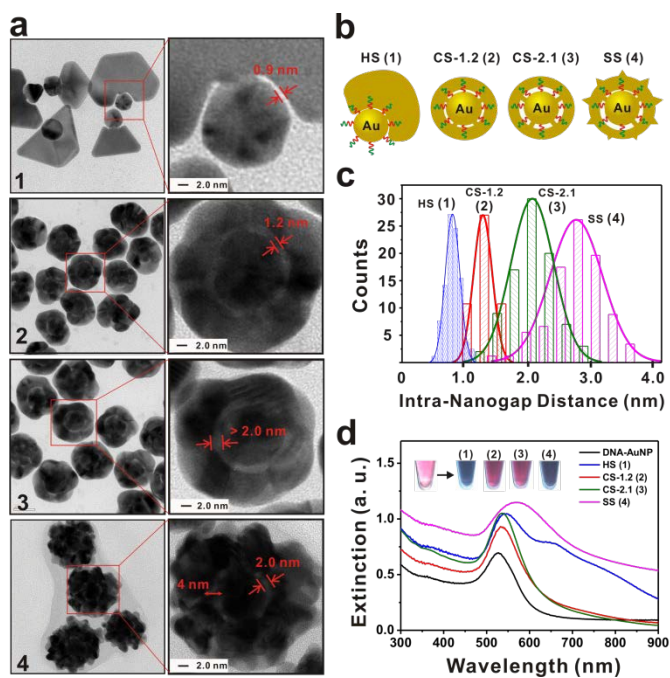 a
1
0.9 nm
2.0 nm
2
1.2 nm
2.0 nm
3
> 2.0 nm
2.0 nm
4
4 nm
2.0 nm
2.0 nm
b
HS (1)
CS-1.2 (2)
CS-2.1 (3)
SS (4)
Au
Au
Au
Au
c
30
25
20
15
10
5
0
1.0
2.0
3.0
4.0
Counts
Intra-Nanogap Distance (nm)
HS (1)
CS-1.2
(2)
CS-2.1
(3)
SS (4)
d
(1)
(2)
(3)
(4)
DNA-AuNP
HS (1)
CS-1.2 (2)
CS-2.1 (3)
SS (4)
1.5
1.0
0.5
0.0
300
400
500
600
700
800
900
Extinction (a. u.)
Wavelength (nm)